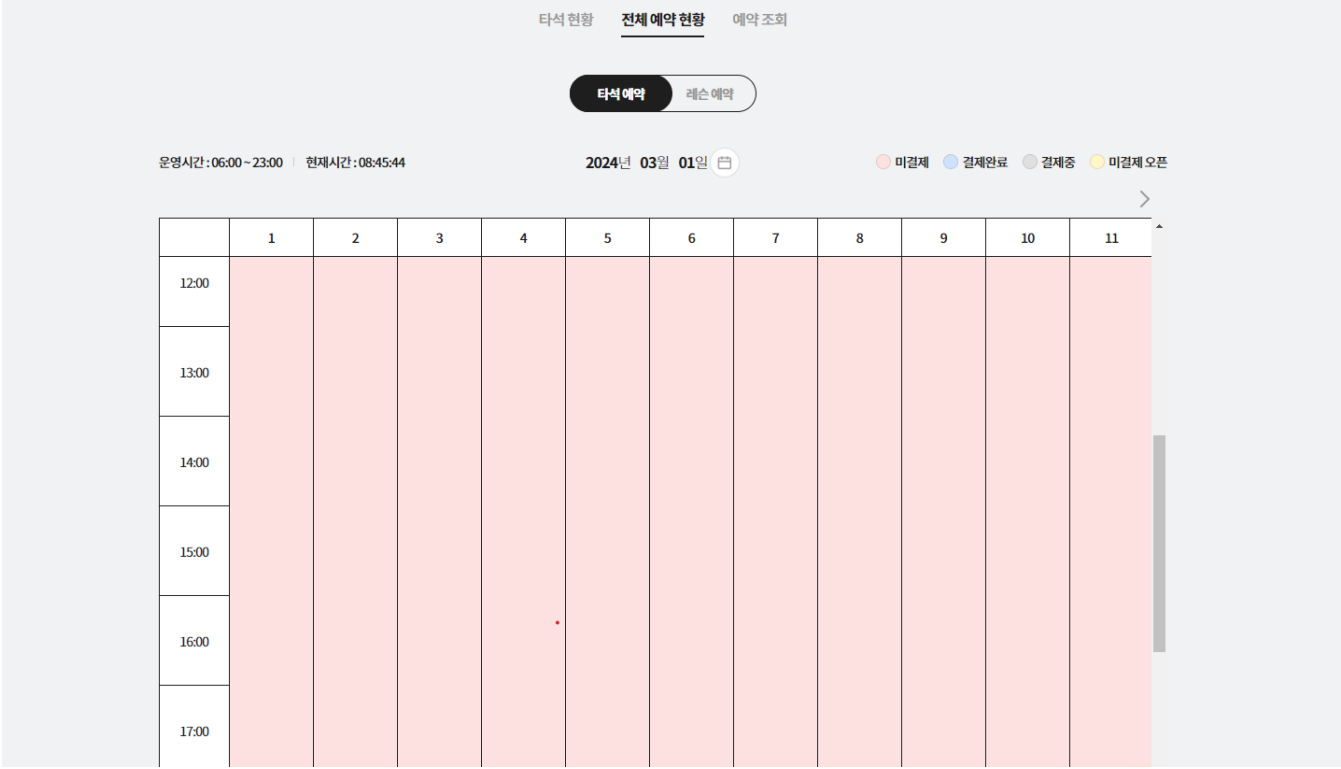 타석 현황 전체 예약 현황 예약 조회
타석 예약 레슨 예약
운영시간 : 06:00 ~ 23:00 현재시간 : 08:45:44 2024년 03월 01일 미결제 결제완료 결제중 미결제 오픈
1 2 3 4 5 6 7 8 9 10 11
12:00
13:00
14:00
15:00
16:00
17:00